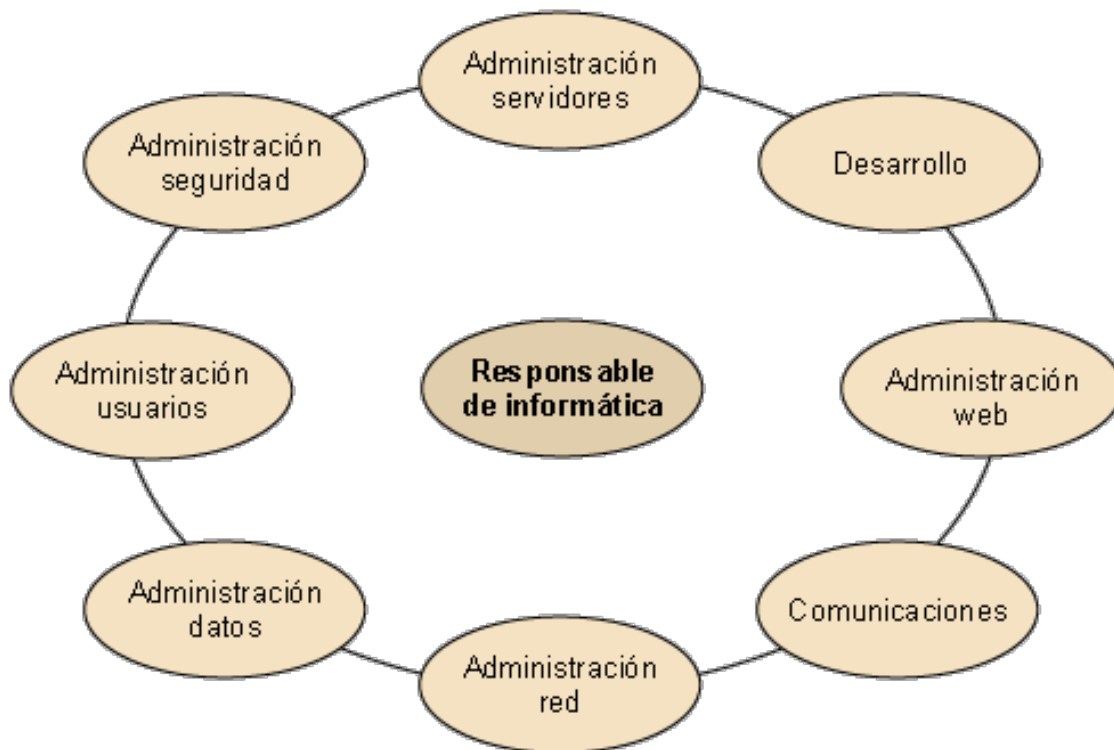 Administración
servidores
Desarrollo
Administración
web
Comunicaciones
Administración
red
Administración
datos
Administración
usuarios
Administración
seguridad
Responsable
de informática